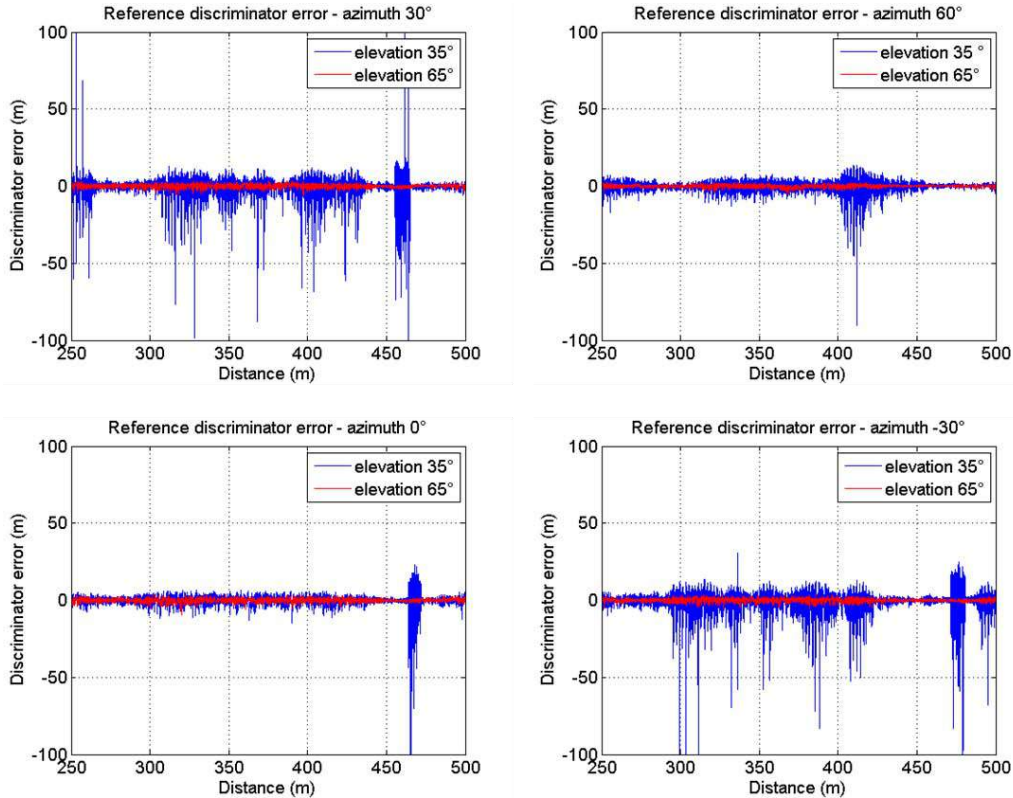 Reference discriminator error - azimuth 30°
100
50
0
-50
-100
Discriminator error (m)
elevation 35°
elevation 65°
250 300 350 400 450 500
Distance (m)
Reference discriminator error - azimuth 60°
100
50
0
-50
-100
Discriminator error (m)
elevation 35 °
elevation 65°
250 300 350 400 450 500
Distance (m)
Reference discriminator error - azimuth 0°
100
50
0
-50
-100
Discriminator error (m)
elevation 35°
elevation 65°
250 300 350 400 450 500
Distance (m)
Reference discriminator error - azimuth -30°
100
50
0
-50
-100
Discriminator error (m)
elevation 35°
elevation 65°
250 300 350 400 450 500
Distance (m)